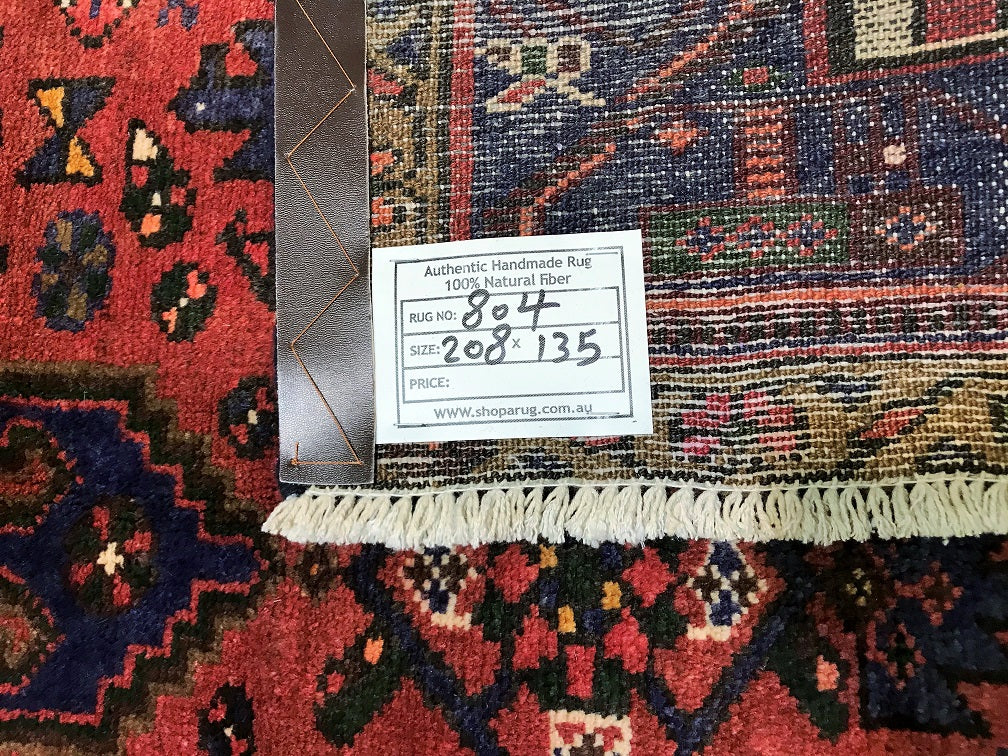 Authentic Handmade Rug
100% Natural Fiber
RUG NO: 804
SIZE: 208 x 135
PRICE:
www.shoparug.com.au